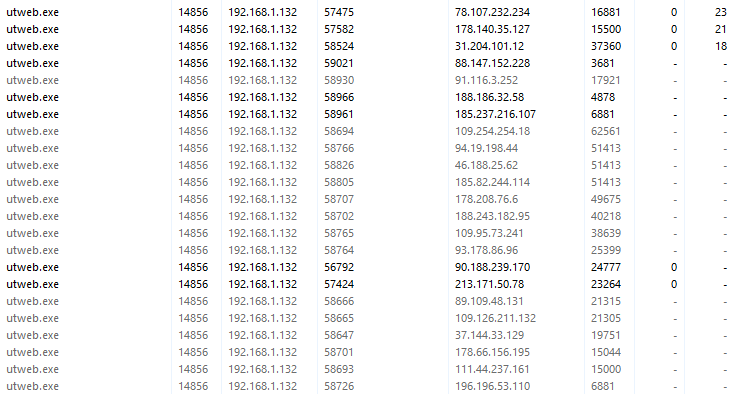 utweb.exe 14856 192.168.1.132 57475 78.107.232.234 16881 0 23
utweb.exe 14856 192.168.1.132 57582 178.140.35.127 15500 0 21
utweb.exe 14856 192.168.1.132 58524 31.204.101.12 37360 0 18
utweb.exe 14856 192.168.1.132 59021 88.147.152.228 3681 - -
utweb.exe 14856 192.168.1.132 58930 91.116.3.252 17921 - -
utweb.exe 14856 192.168.1.132 58966 188.186.32.58 4878 - -
utweb.exe 14856 192.168.1.132 58961 185.237.216.107 6881 - -
utweb.exe 14856 192.168.1.132 58694 109.254.254.18 62561 - -
utweb.exe 14856 192.168.1.132 58766 94.19.198.44 51413 - -
utweb.exe 14856 192.168.1.132 58826 46.188.25.62 51413 - -
utweb.exe 14856 192.168.1.132 58805 185.82.244.114 51413 - -
utweb.exe 14856 192.168.1.132 58707 178.208.76.6 49675 - -
utweb.exe 14856 192.168.1.132 58702 188.243.182.95 40218 - -
utweb.exe 14856 192.168.1.132 58765 109.95.73.241 38639 - -
utweb.exe 14856 192.168.1.132 58764 93.178.86.96 25399 - -
utweb.exe 14856 192.168.1.132 56792 90.188.239.170 24777 0 -
utweb.exe 14856 192.168.1.132 57424 213.171.50.78 23264 0 -
utweb.exe 14856 192.168.1.132 58666 89.109.48.131 21315 - -
utweb.exe 14856 192.168.1.132 58665 109.126.211.132 21305 - -
utweb.exe 14856 192.168.1.132 58647 37.144.33.129 19751 - -
utweb.exe 14856 192.168.1.132 58701 178.66.156.195 15044 - -
utweb.exe 14856 192.168.1.132 58693 111.44.237.161 15000 - -
utweb.exe 14856 192.168.1.132 58726 196.196.53.110 6881 - -